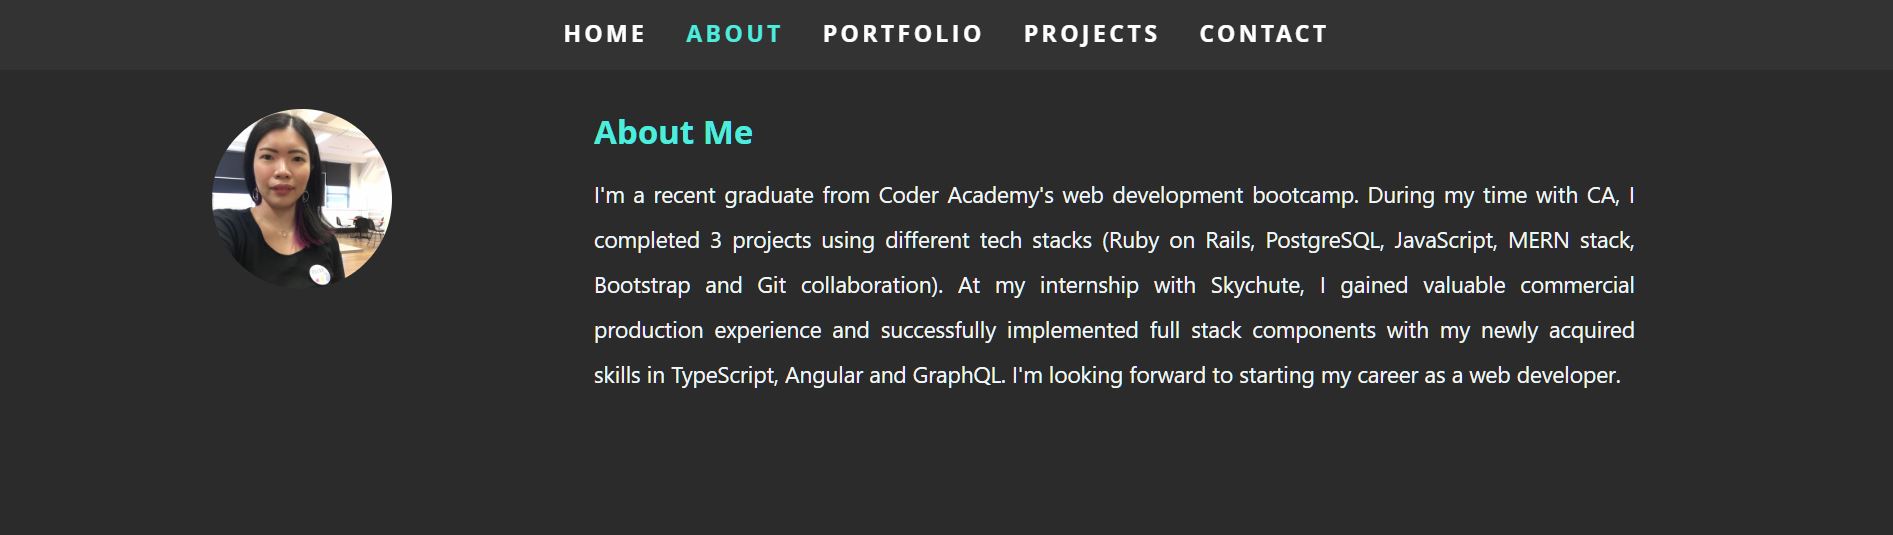 HOME ABOUT PORTFOLIO PROJECTS CONTACT
About Me
I'm a recent graduate from Coder Academy's web development bootcamp. During my time with CA, I
completed 3 projects using different tech stacks (Ruby on Rails, PostgreSQL, JavaScript, MERN stack,
Bootstrap and Git collaboration). At my internship with Skychute, I gained valuable commercial
production experience and successfully implemented full stack components with my newly acquired
skills in TypeScript, Angular and GraphQL. I'm looking forward to starting my career as a web developer.